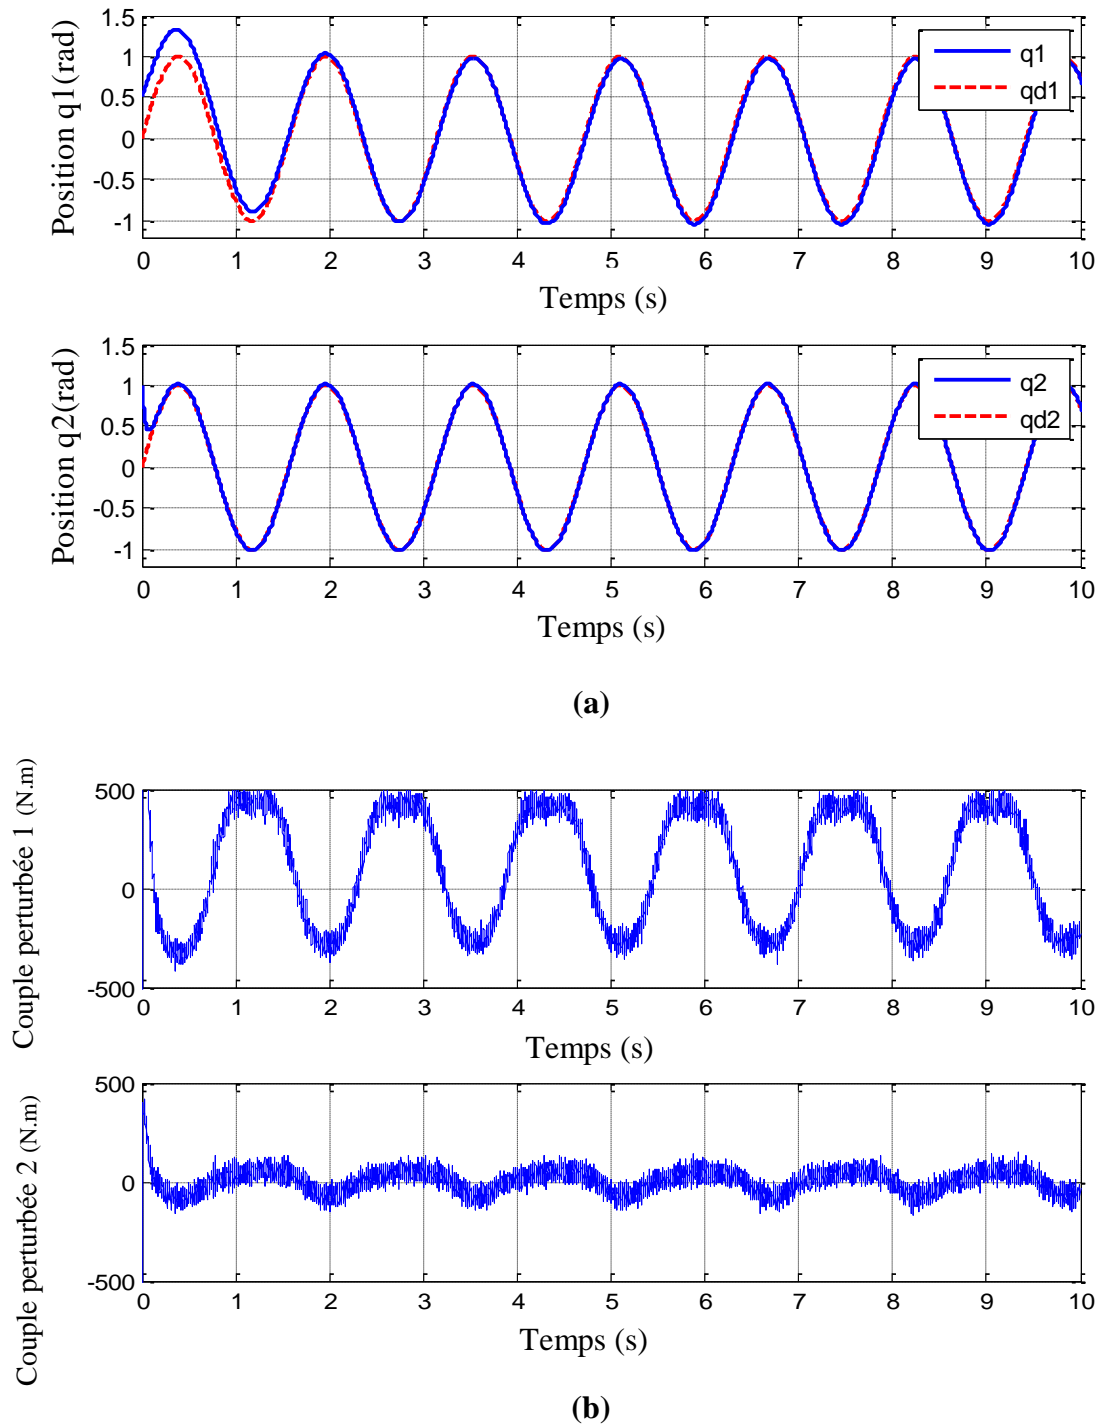 Position q1(rad)
1.5
1
0.5
0
-0.5
-1
q1
qd1
0 1 2 3 4 5 6 7 8 9 10
Temps (s)
Position q2(rad)
1.5
1
0.5
0
-0.5
-1
q2
qd2
0 1 2 3 4 5 6 7 8 9 10
Temps (s)
(a)
Couple perturbée 1 (N.m)
500
0
-500
0 1 2 3 4 5 6 7 8 9 10
Temps (s)
Couple perturbée 2 (N.m)
500
0
-500
0 1 2 3 4 5 6 7 8 9 10
Temps (s)
(b)